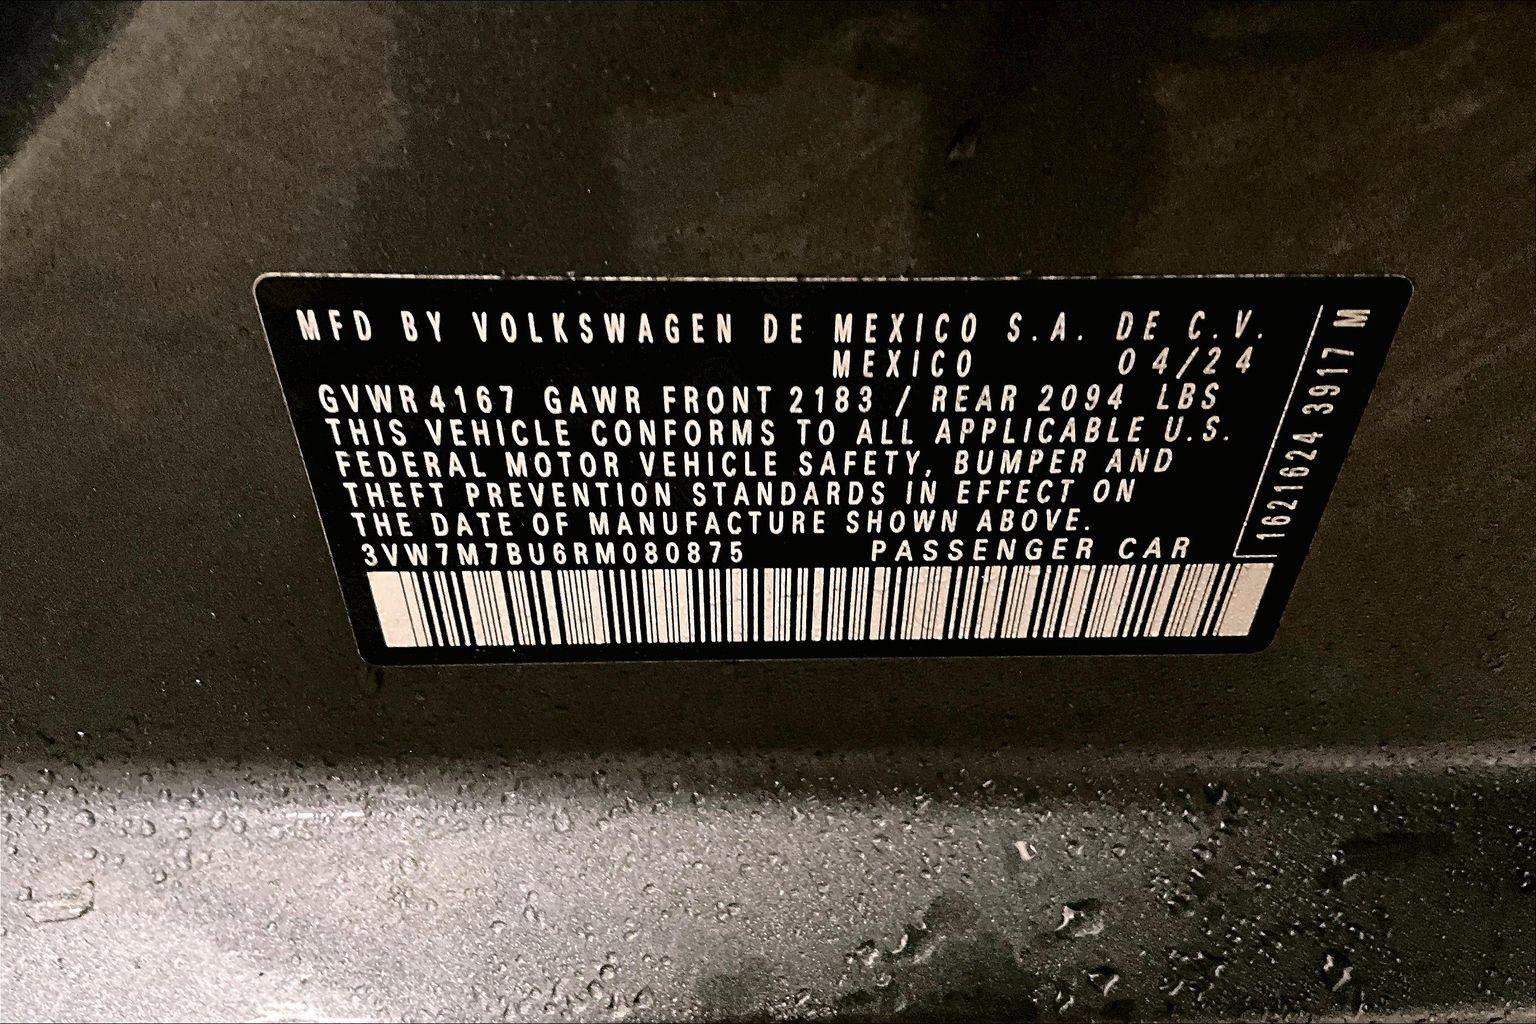 MFD BY VOLKSWAGEN DE MEXICO S.A. DE C.V.
MEXICO 04/24
GVWR 4167 GAWR FRONT 2183 / REAR 2094 LBS
THIS VEHICLE CONFORMS TO ALL APPLICABLE U.S.
FEDERAL MOTOR VEHICLE SAFETY, BUMPER AND
THEFT PREVENTION STANDARDS IN EFFECT ON
THE DATE OF MANUFACTURE SHOWN ABOVE.
3VW7M7BU6RM080875 PASSENGER CAR
1621624 3917 M